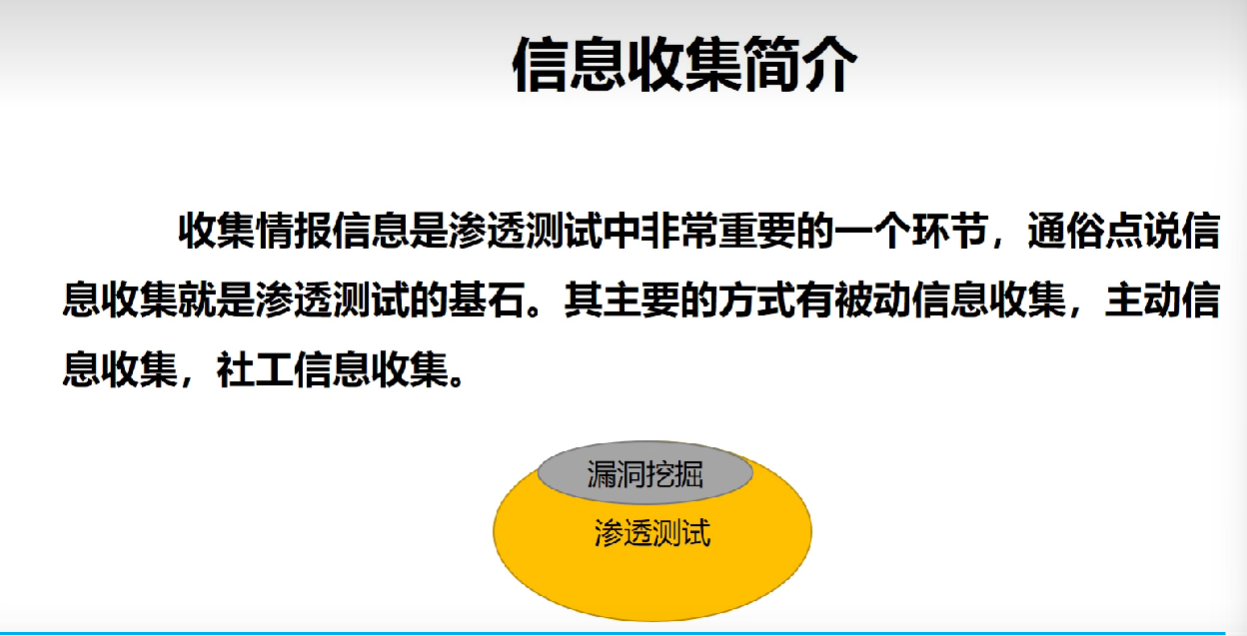 信息收集简介
收集情报信息是渗透测试中非常重要的一个环节，通俗点说信
息收集就是渗透测试的基石。其主要的方式有被动信息收集，主动信
息收集，社工信息收集。
漏洞挖掘
渗透测试